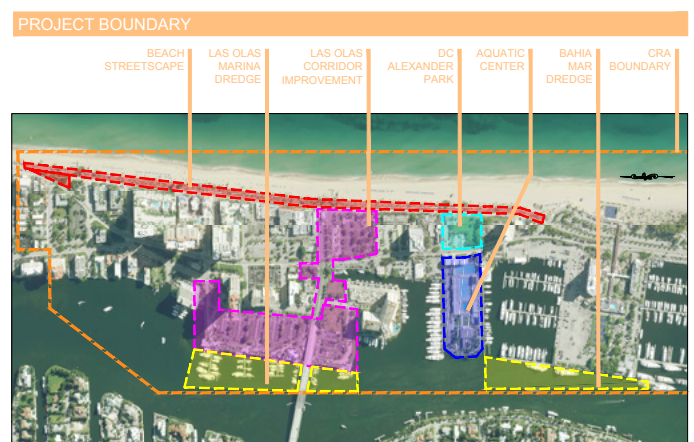 PROJECT BOUNDARY
BEACH
STREETSCAPE
LAS OLAS
MARINA
DREDGE
LAS OLAS
CORRIDOR
IMPROVEMENT
DC
ALEXANDER
PARK
AQUATIC
CENTER
BAHIA
MAR
DREDGE
CRA
BOUNDARY